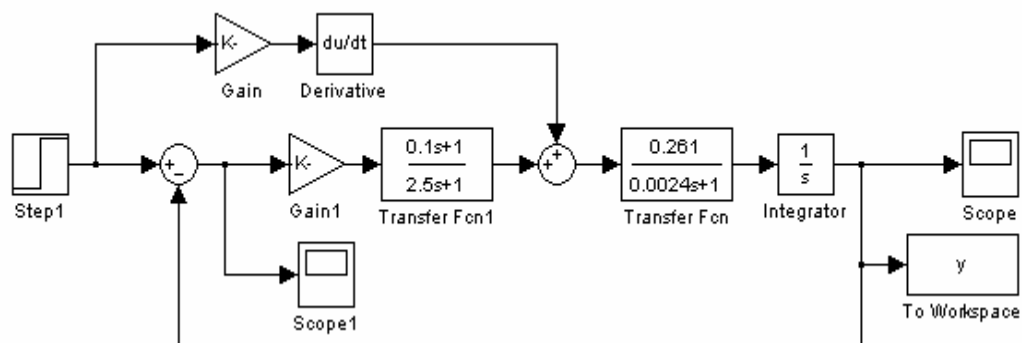 K-
Gain
du/dt
Derivative
Step1
+
−
K-
Gain1
0.1s+1
2.5s+1
Transfer Fcn1
+
+
0.261
0.0024s+1
Transfer Fcn
1
s
Integrator
Scope
Scope1
y
To Workspace